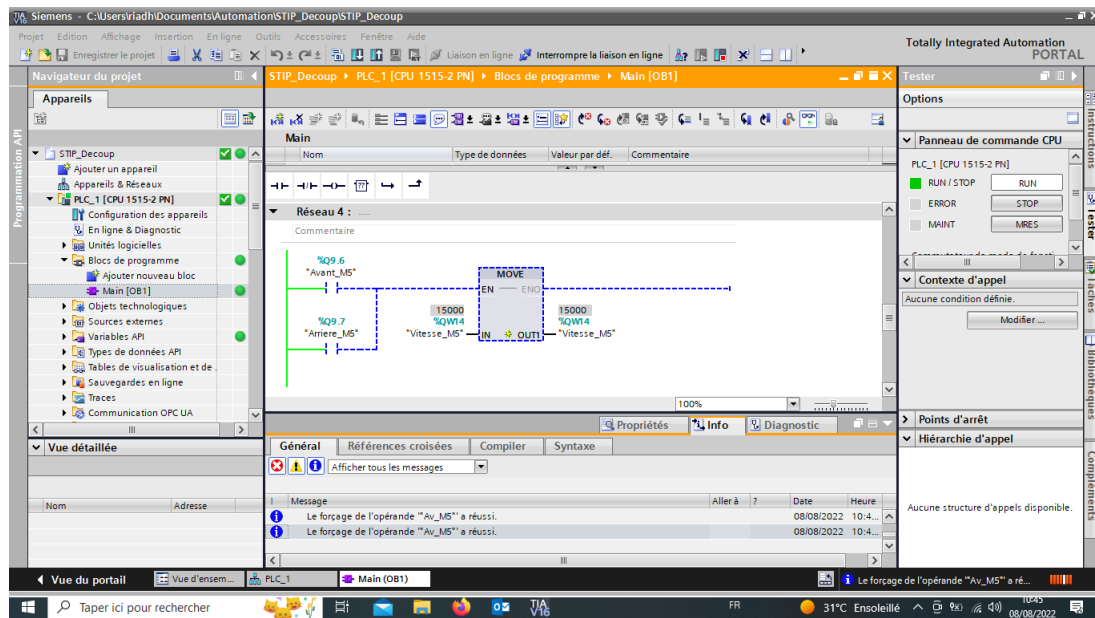 Siemens - C:\Users\riadh\Documents\Automation\STIP_Decoup\STIP_Decoup
Projet Edition Affichage Insertion En ligne Outils Accessoires Fenêtre Aide
Totally Integrated Automation
PORTAL
Enregistrer le projet
Liaison en ligne
Interrompre la liaison en ligne
Navigateur du projet
STIP_Decoup PLC_1 [CPU 1515-2 PN] Blocs de programme Main [OB1]
Tester
Appareils
Options
Programmation API
STIP_Decoup
Ajouter un appareil
Appareils & Réseaux
PLC_1 [CPU 1515-2 PN]
Configuration des appareils
En ligne & Diagnostic
Unités logicielles
Blocs de programme
Ajouter nouveau bloc
Main [OB1]
Objets technologiques
Sources externes
Variables API
Types de données API
Tables de visualisation et de
Sauvegardes en ligne
Traces
Communication OPC UA
Vue détaillée
Nom Adresse
Main
Nom Type de données Valeur par déf. Commentaire
??
Réseau 4 : ......
Commentaire
%Q9.6
"Avant_M5"
MOVE
EN ENO
15000 15000
%Q9.7 %QW14 %QW14
"Arriere_M5" "Vitesse_M5" IN OUT1 "Vitesse_M5"
100%
Propriétés Info Diagnostic
Général Références croisées Compiler Syntaxe
Afficher tous les messages
! Message Aller à ? Date Heure
Le forçage de l'opérande '"Av_M5"' a réussi. 08/08/2022 10:4...
Le forçage de l'opérande '"Av_M5"' a réussi. 08/08/2022 10:4...
Panneau de commande CPU
PLC_1 [CPU 1515-2 PN]
RUN / STOP RUN
ERROR STOP
MAINT MRES
Contexte d'appel
Aucune condition définie.
Modifier ...
Points d'arrêt
Hiérarchie d'appel
Aucune structure d'appels disponible.
Instructions
Tester
Tâches
Bibliothèques
Compléments
Vue du portail Vue d'ensem... PLC_1 Main (OB1)
Le forçage de l'opérande '"Av_M5"' a ré...
Taper ici pour rechercher
TIA
V16
FR
31°C Ensoleillé
10:45
08/08/2022